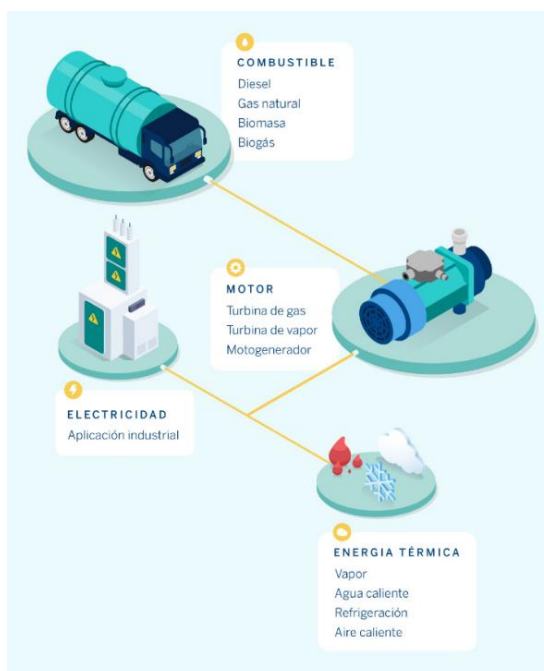 COMBUSTIBLE
Diesel
Gas natural
Biomasa
Biogás
MOTOR
Turbina de gas
Turbina de vapor
Motogenerador
ELECTRICIDAD
Aplicación industrial
ENERGIA TÉRMICA
Vapor
Agua caliente
Refrigeración
Aire caliente